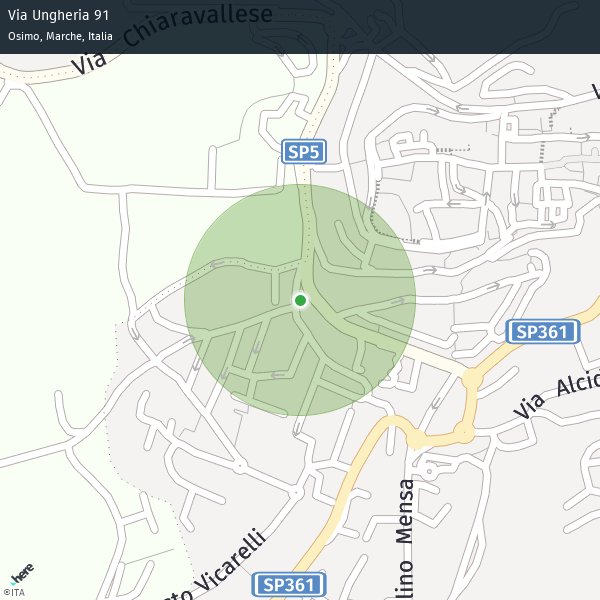 Via Ungheria 91
Osimo, Marche, Italia
Via Chiaravallese
SP5
SP361
Via Alcid
lino Mensa
to Vicarelli
SP361
here
©ITA